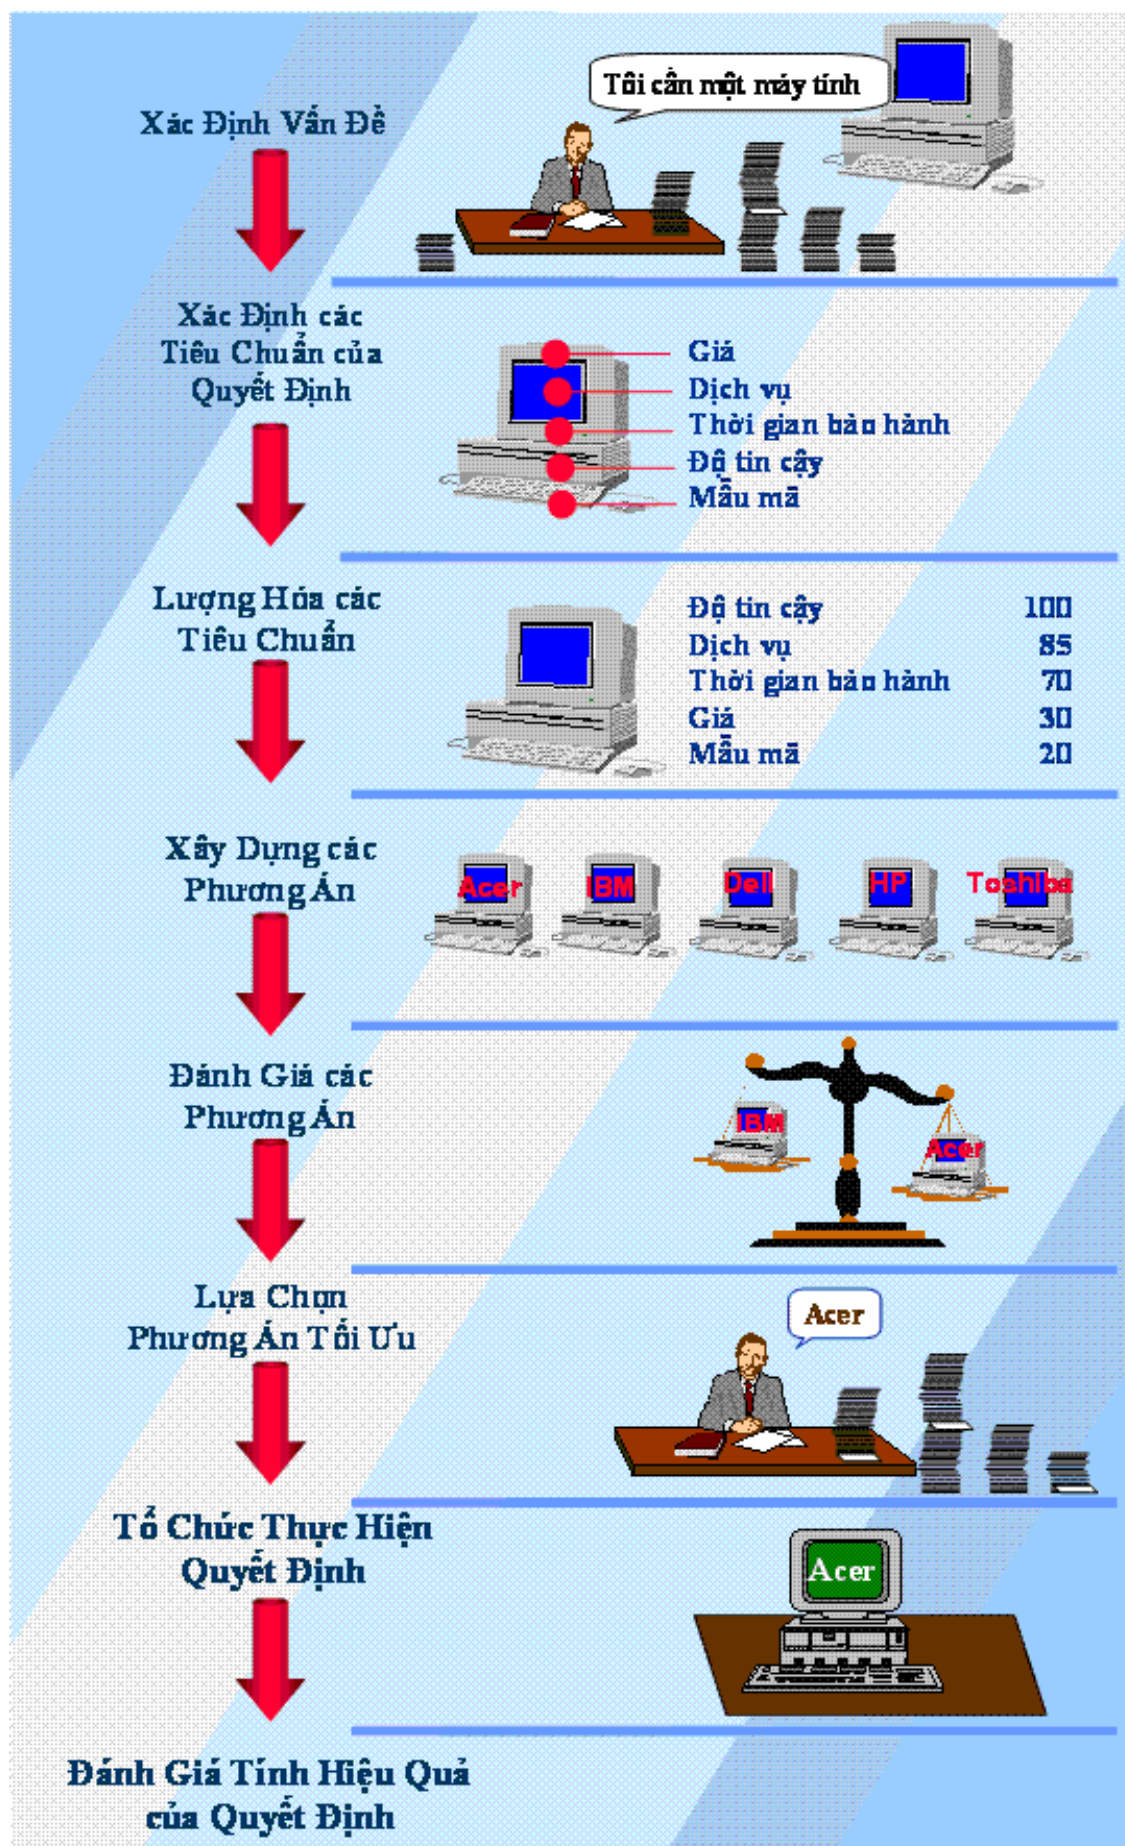 Tôi cần một máy tính
Xác Định Vấn Đề
Xác Định các
Tiêu Chuẩn của
Quyết Định
Giá
Dịch vụ
Thời gian bảo hành
Độ tin cậy
Mẫu mã
Lượng Hóa các
Tiêu Chuẩn
Độ tin cậy 100
Dịch vụ 85
Thời gian bảo hành 70
Giá 30
Mẫu mã 20
Xây Dựng các
Phương Án
Acer IBM Dell HP Toshiba
Đánh Giá các
Phương Án
IBM
Acer
Lựa Chọn
Phương Án Tối Ưu
Acer
Tổ Chức Thực Hiện
Quyết Định
Acer
Đánh Giá Tính Hiệu Quả
của Quyết Định